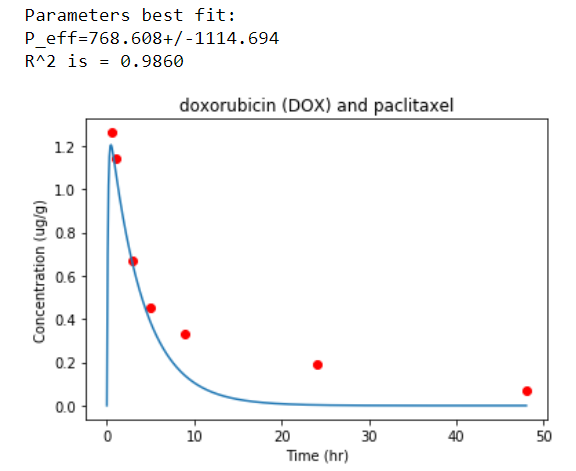 Parameters best fit:
P_eff=768.608+/-1114.694
R^2 is = 0.9860
doxorubicin (DOX) and paclitaxel
Concentration (ug/g)
1.2
1.0
0.8
0.6
0.4
0.2
0.0
0 10 20 30 40 50
Time (hr)